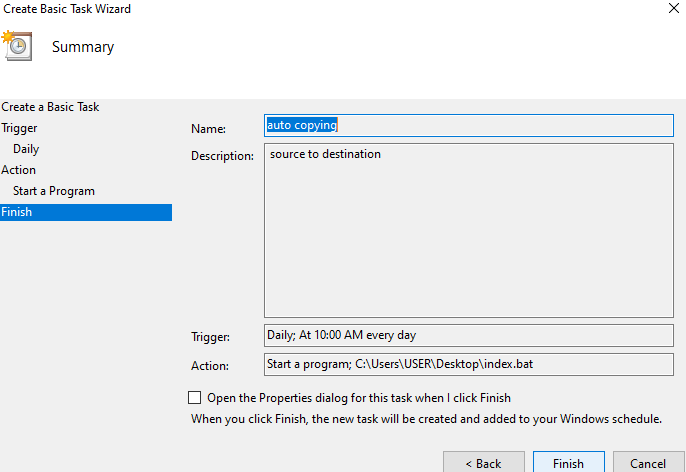 Create Basic Task Wizard
Summary
Create a Basic Task
Trigger
Daily
Action
Start a Program
Finish
Name: auto copying
Description: source to destination
Trigger: Daily; At 10:00 AM every day
Action: Start a program; C:\Users\USER\Desktop\index.bat
Open the Properties dialog for this task when I click Finish
When you click Finish, the new task will be created and added to your Windows schedule.
< Back Finish Cancel